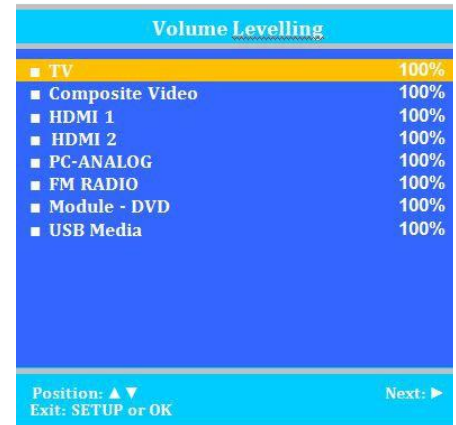 Volume Levelling
■ TV 100%
■ Composite Video 100%
■ HDMI 1 100%
■ HDMI 2 100%
■ PC-ANALOG 100%
■ FM RADIO 100%
■ Module - DVD 100%
■ USB Media 100%
Position: ▲ ▼ Next: ►
Exit: SETUP or OK